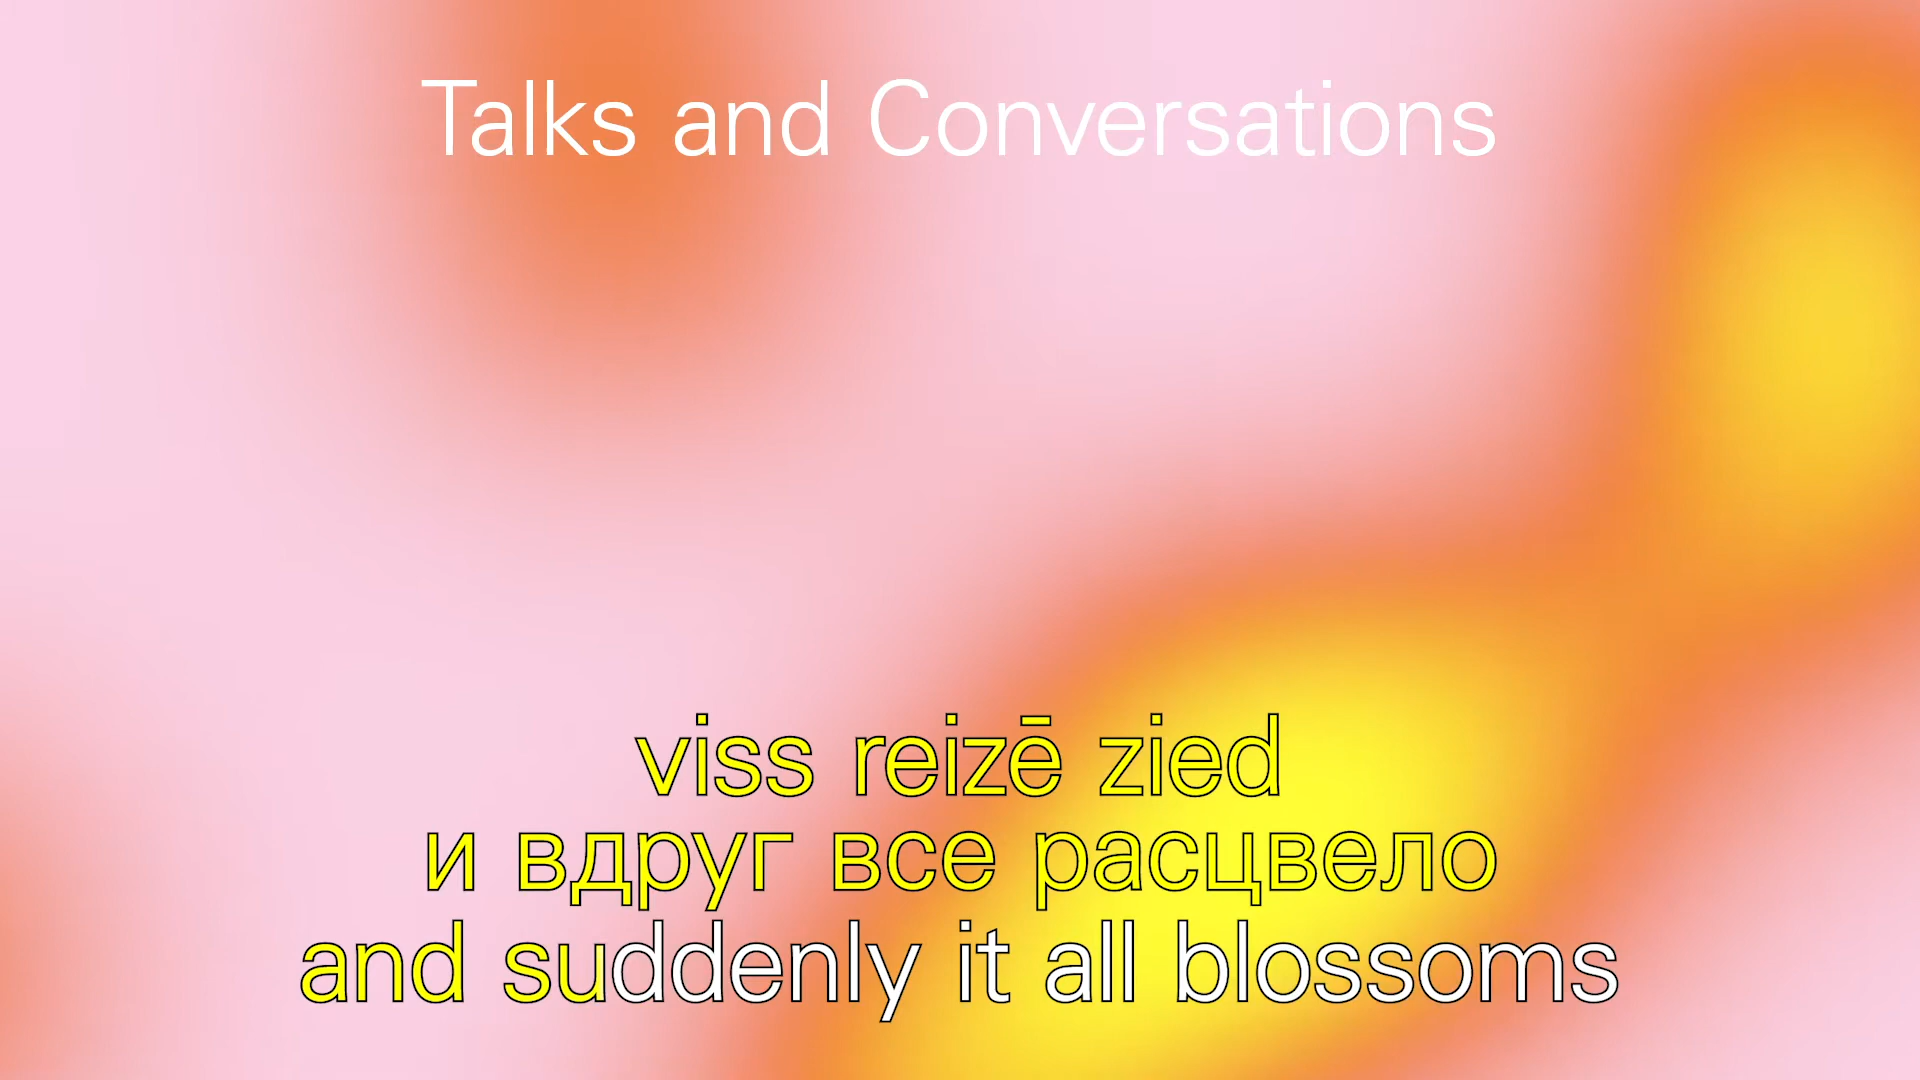 Talks and Conversations
viss reizē zied
и вдруг все расцвело
and suddenly it all blossoms